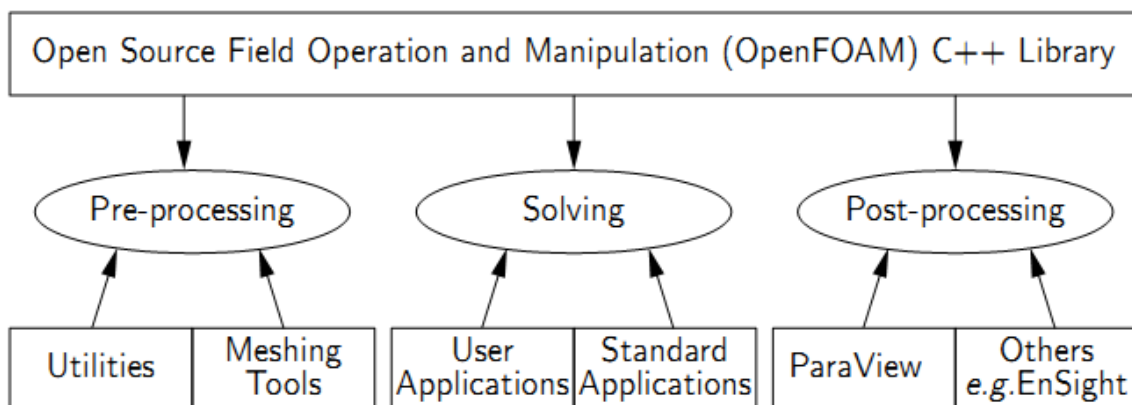 Open Source Field Operation and Manipulation (OpenFOAM) C++ Library
Pre-processing
Solving
Post-processing
Utilities
Meshing
Tools
User
Applications
Standard
Applications
ParaView
Others
e.g.EnSight